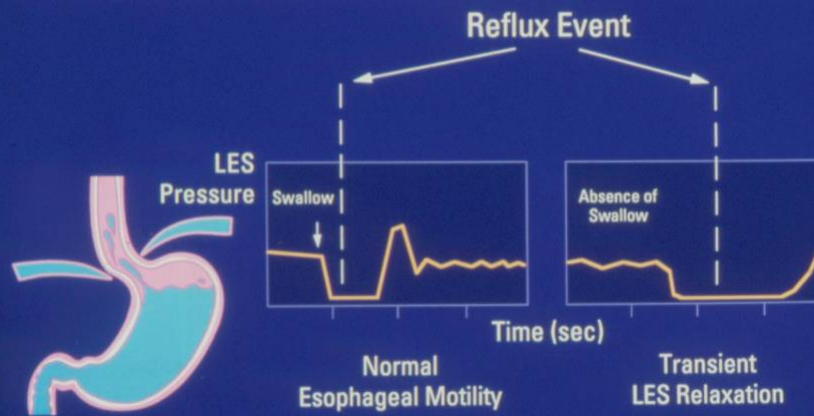 Reflux Event
LES
Pressure
Swallow
Absence of
Swallow
Time (sec)
Normal
Esophageal Motility
Transient
LES Relaxation